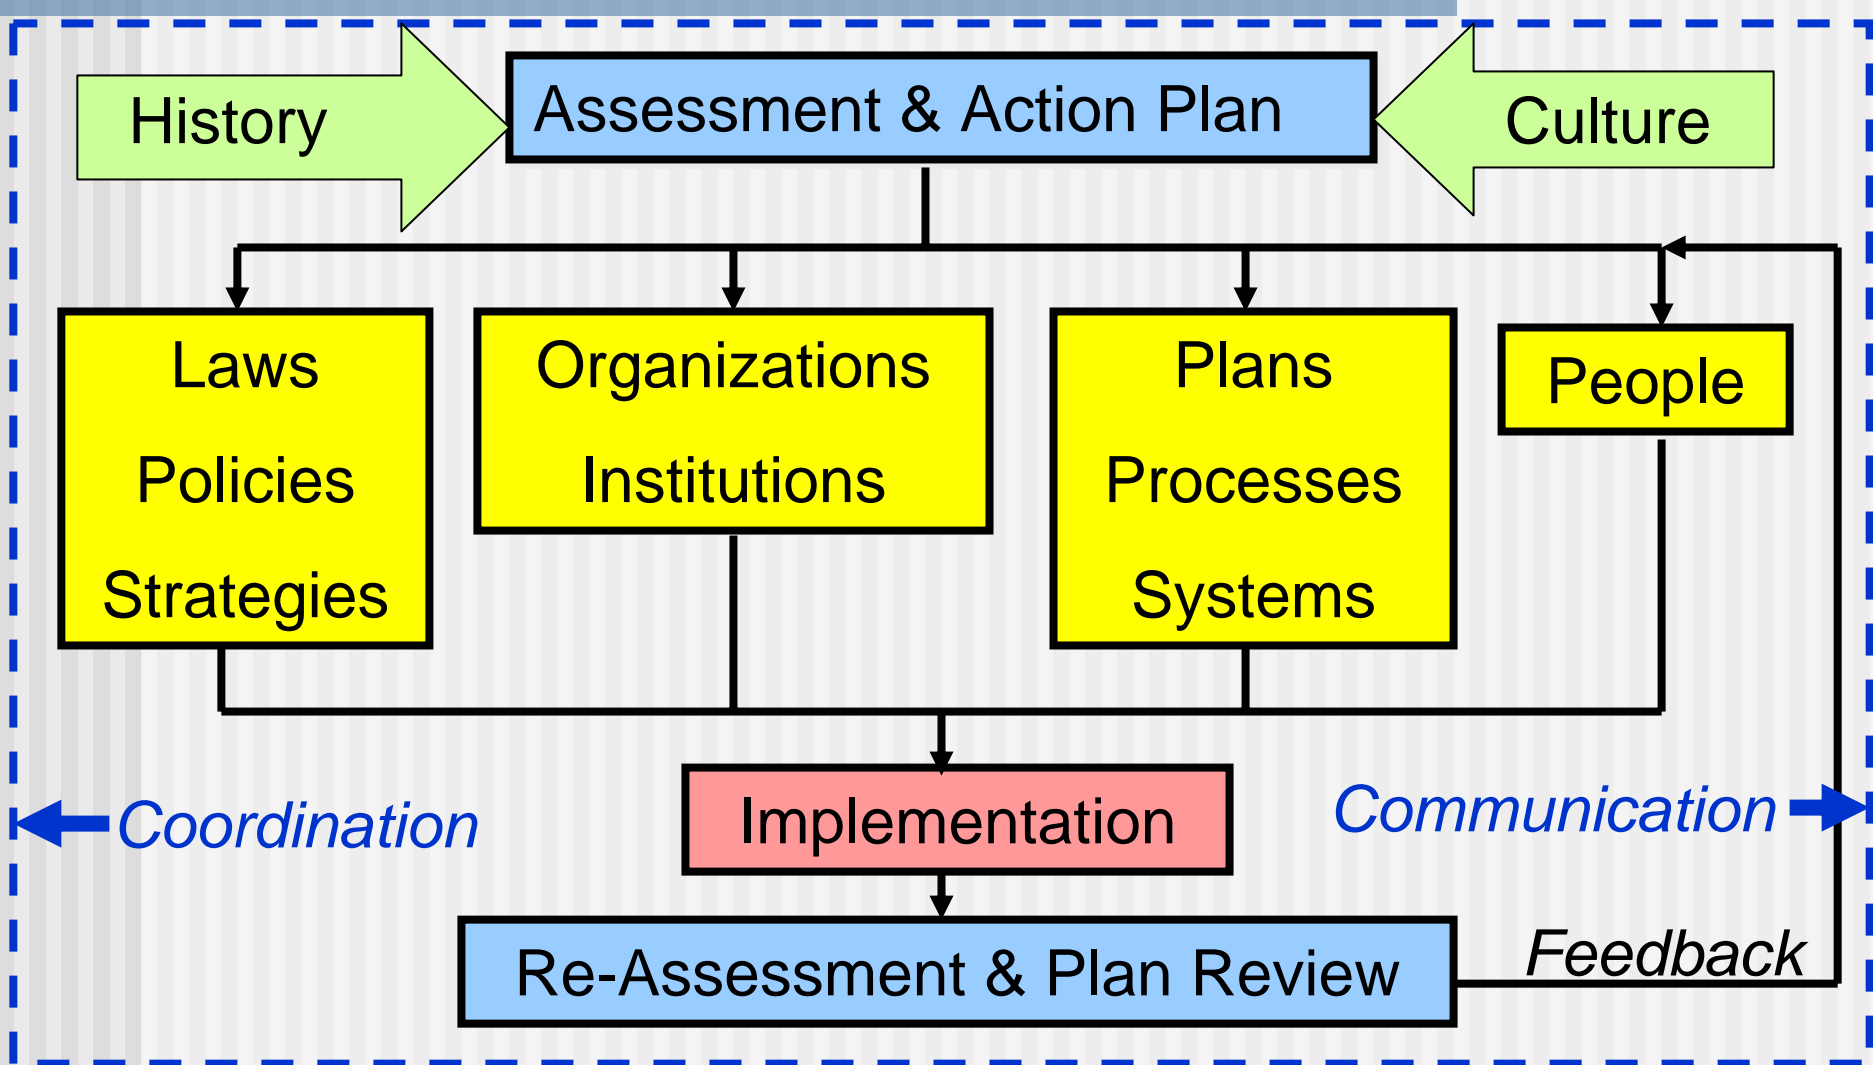 History
Assessment & Action Plan
Culture
Laws
Policies
Strategies
Organizations
Institutions
Plans
Processes
Systems
People
Coordination
Implementation
Communication
Re-Assessment & Plan Review
Feedback